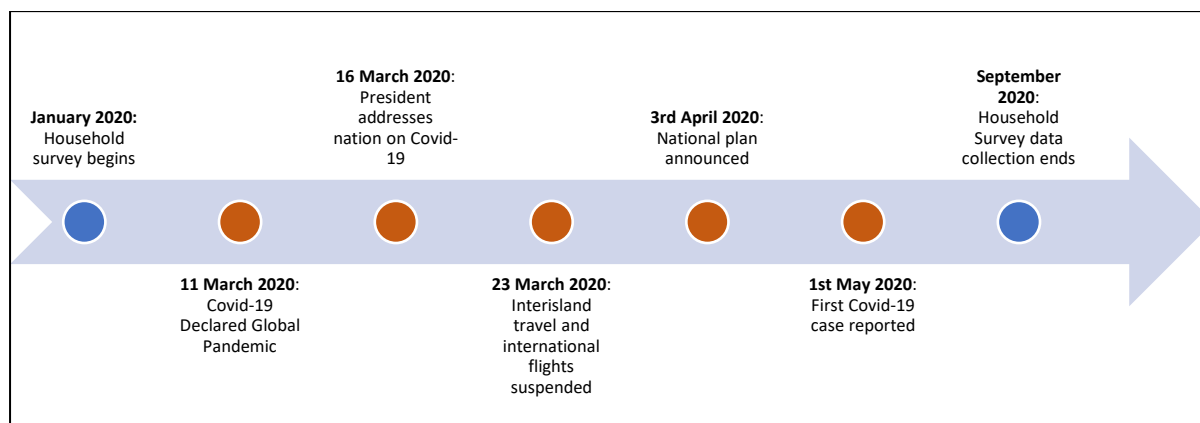 January 2020:
Household
survey begins
11 March 2020:
Covid-19
Declared Global
Pandemic
16 March 2020:
President
addresses
nation on Covid-
19
23 March 2020:
Interisland
travel and
international
flights
suspended
3rd April 2020:
National plan
announced
1st May 2020:
First Covid-19
case reported
September
2020:
Household
Survey data
collection ends